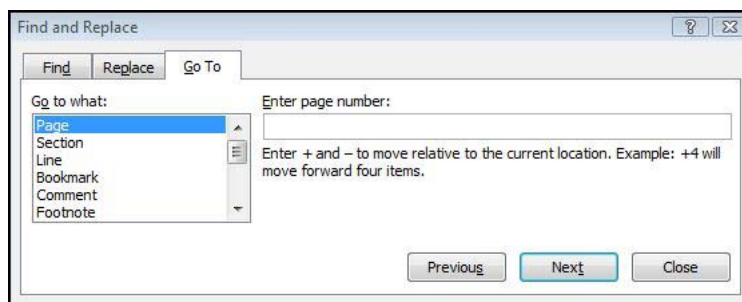 Find and Replace
Find Replace Go To
Go to what:
Page
Section
Line
Bookmark
Comment
Footnote
Enter page number:
Enter + and – to move relative to the current location. Example: +4 will
move forward four items.
Previous Next Close